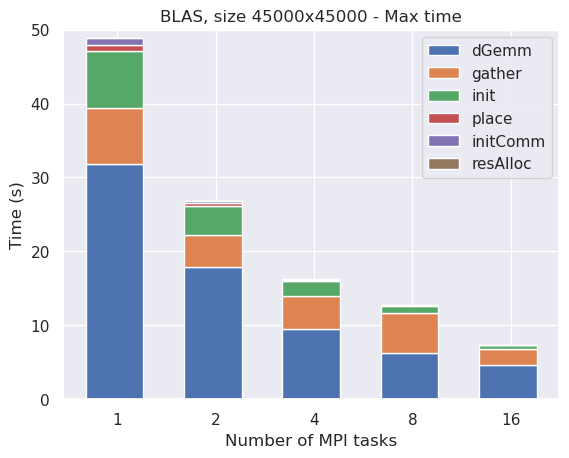 BLAS, size 45000x45000 - Max time
50
40
30
20
10
0
Time (s)
dGemm
gather
init
place
initComm
resAlloc
1 2 4 8 16
Number of MPI tasks